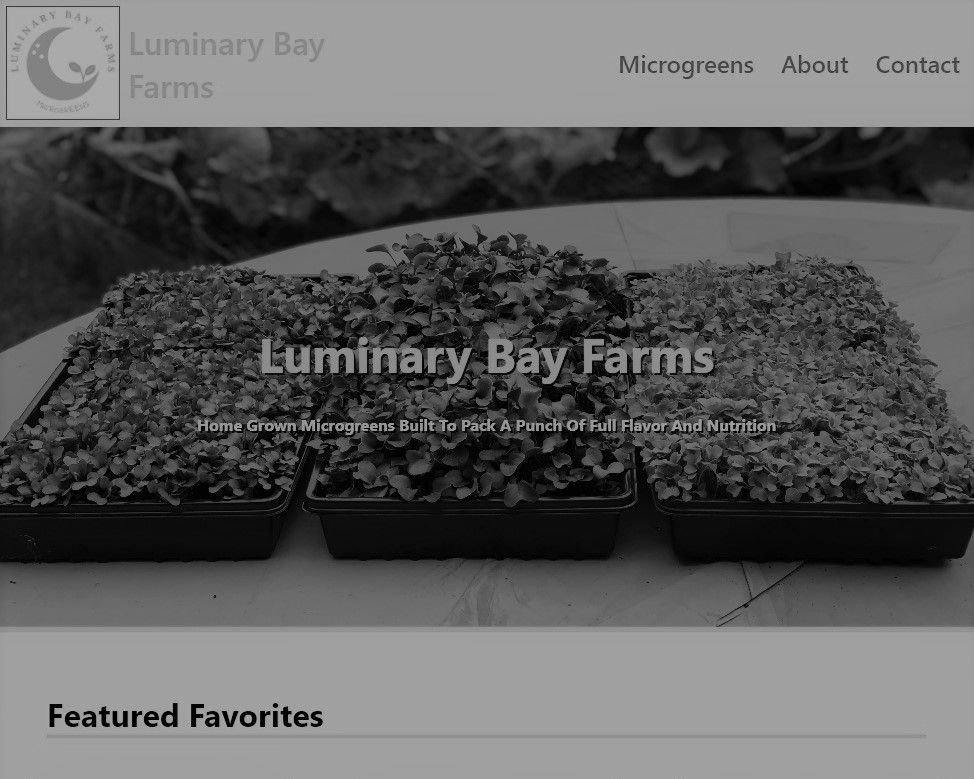 LUMINARY BAY FARMS
MICROGREENS
Luminary Bay
Farms
Microgreens About Contact
Luminary Bay Farms
Home Grown Microgreens Built To Pack A Punch Of Full Flavor And Nutrition
Featured Favorites